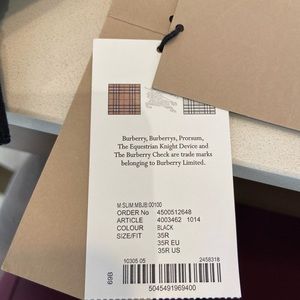 Burberry, Burberrys, Prorsum,
The Equestrian Knight Device and
The Burberry Check are trade marks
belonging to Burberry Limited.
M:SLIM:MBJB:00100
ORDER No 4500512648
ARTICLE 4003462 1014
COLOUR BLACK
SIZE/FIT 35R
35R EU
35R US
10305 05 2458318
69B
5045491969400